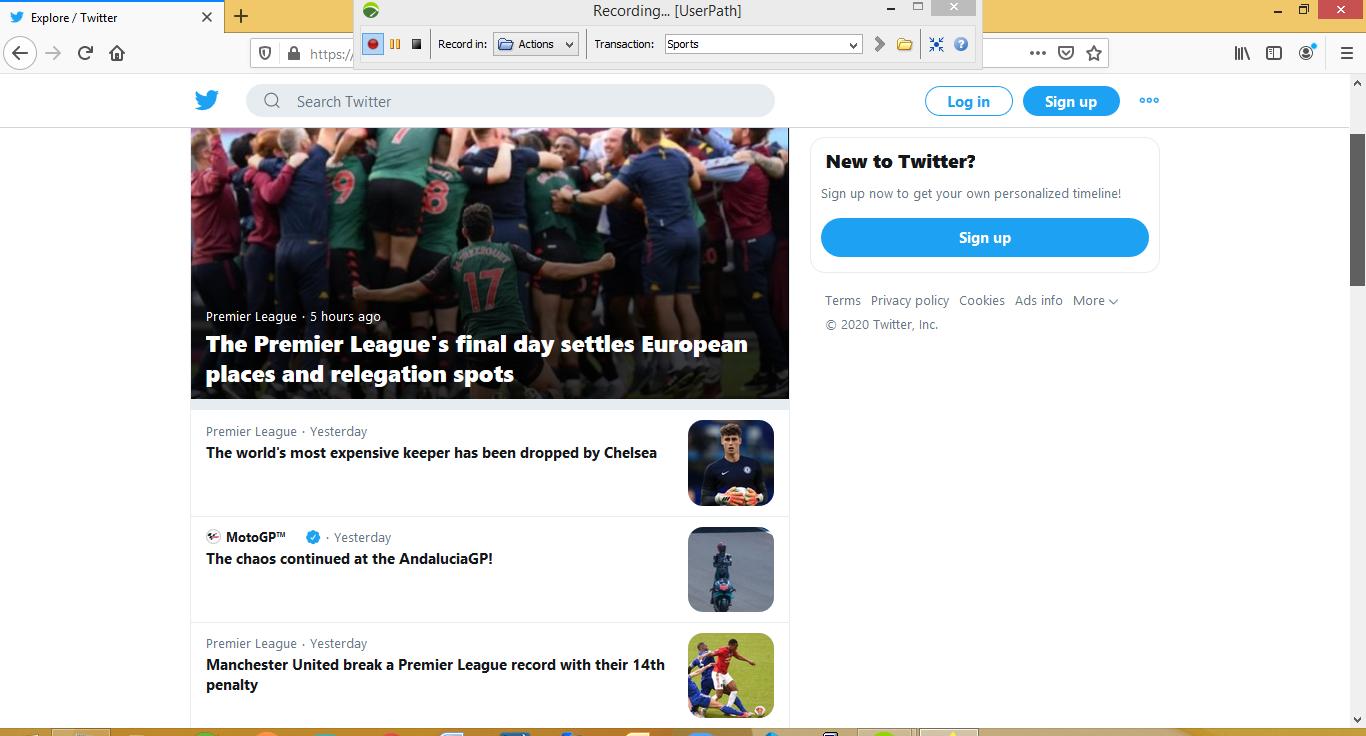 Explore / Twitter
Recording... [UserPath]
Record in: Actions Transaction: Sports
https:/
Search Twitter
Log in
Sign up
7
9
8
17
Premier League · 5 hours ago
The Premier League's final day settles European
places and relegation spots
New to Twitter?
Sign up now to get your own personalized timeline!
Sign up
Terms Privacy policy Cookies Ads info More
© 2020 Twitter, Inc.
Premier League · Yesterday
The world's most expensive keeper has been dropped by Chelsea
MotoGP™ · Yesterday
The chaos continued at the AndaluciaGP!
Premier League · Yesterday
Manchester United break a Premier League record with their 14th
penalty